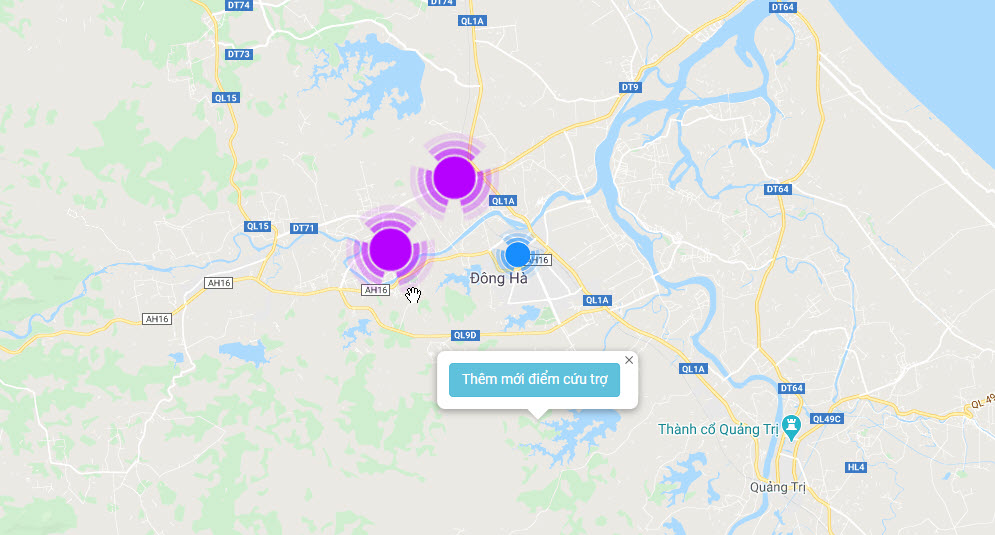 DT74
DT74
DT64
QL1A
DT73
DT9
QL15
DT64
QL1A
QL15
DT71
AH16
Đông Hà
AH16
AH16
QL1A
AH16
QL9D
×
Thêm mới điểm cứu trợ
QL1A
DT64
QL 49
QL49C
Thành cổ Quảng Trị
HL4
Quảng Trị